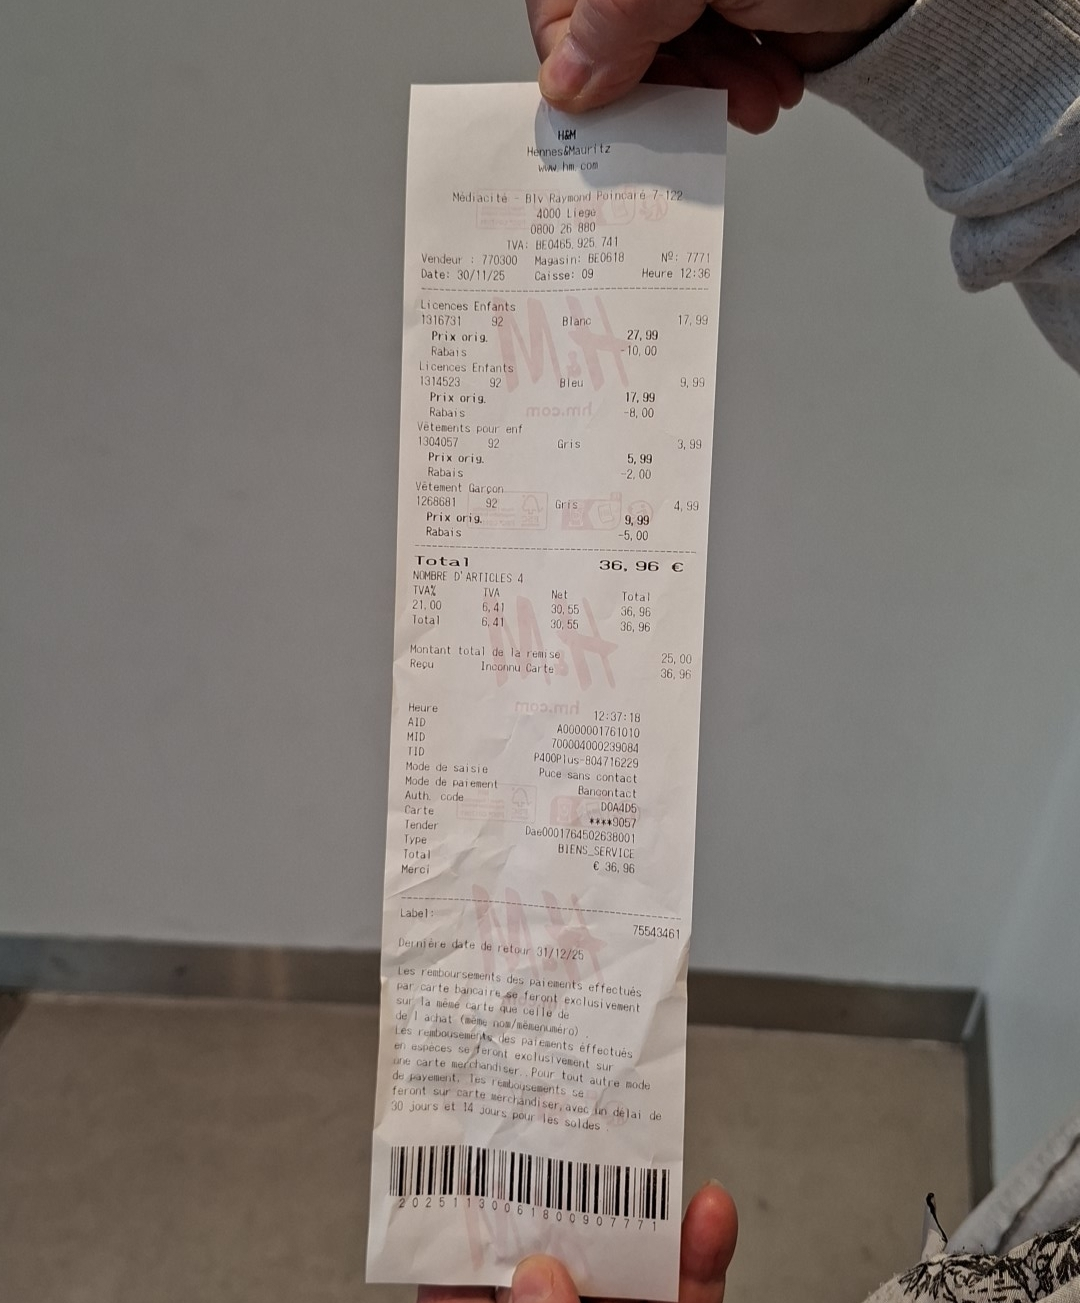 H&M
Hennes&Mauritz
www.hm.com
Médiacité - Blv Raymond Poincaré 7-122
4000 Liege
0800 26 880
TVA: BE0465.925.741
Vendeur : 770300 Magasin: BE0618 Nº: 7771
Date: 30/11/25 Caisse: 09 Heure 12:36
Licences Enfants
1316731 92 Blanc 17,99
Prix orig. 27,99
Rabais -10,00
Licences Enfants
1314523 92 Bleu 9,99
Prix orig. 17,99
Rabais -8,00
Vêtements pour enf
1304057 92 Gris 3,99
Prix orig. 5,99
Rabais -2,00
Vêtement Garçon
1268681 92 Gris 4,99
Prix orig. 9,99
Rabais -5,00
Total 36,96 €
NOMBRE D'ARTICLES 4
TVA% TVA Net Total
21,00 6,41 30,55 36,96
Total 6,41 30,55 36,96
Montant total de la remise 25,00
Reçu Inconnu Carte 36,96
Heure 12:37:18
AID A0000001761010
MID 700004000239084
TID P400Plus-804716229
Mode de saisie Puce sans contact
Mode de paiement Bancontact
Auth. code D0A4D5
Carte ****9057
Tender Dae0001764502638001
Type BIENS_SERVICE
Total € 36,96
Merci
Label: 75543461
Dernière date de retour 31/12/25
Les remboursements des paiements effectués
par carte bancaire se feront exclusivement
sur la même carte que celle de
de l achat (même nom/mêmenuméro) .
Les remboursements des paiements éffectués
en espèces se feront exclusivement sur
une carte merchandiser. Pour tout autre mode
de payement, les remboursements se
feront sur carte merchandiser,avec un délai de
30 jours et 14 jours pour les soldes .
2025113006180090777​1